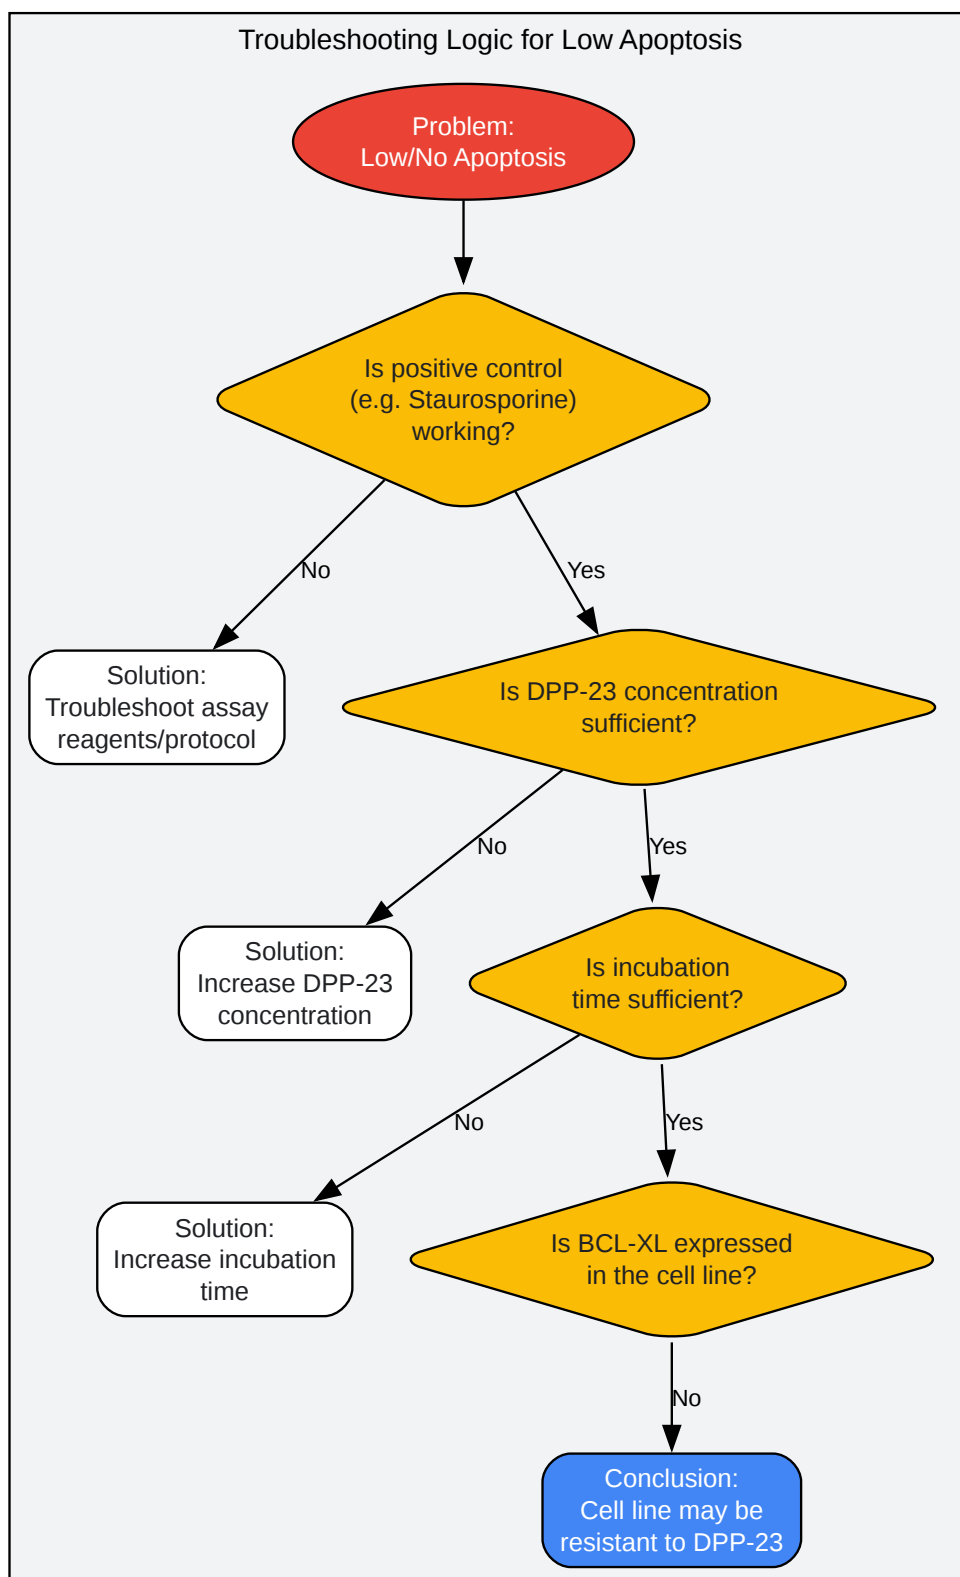 Troubleshooting Logic for Low Apoptosis
Problem:
Low/No Apoptosis
Is positive control
(e.g. Staurosporine)
working?
No
Yes
Solution:
Troubleshoot assay
reagents/protocol
Is DPP-23 concentration
sufficient?
No
Yes
Solution:
Increase DPP-23
concentration
Is incubation
time sufficient?
No
Yes
Solution:
Increase incubation
time
Is BCL-XL expressed
in the cell line?
No
Conclusion:
Cell line may be
resistant to DPP-23